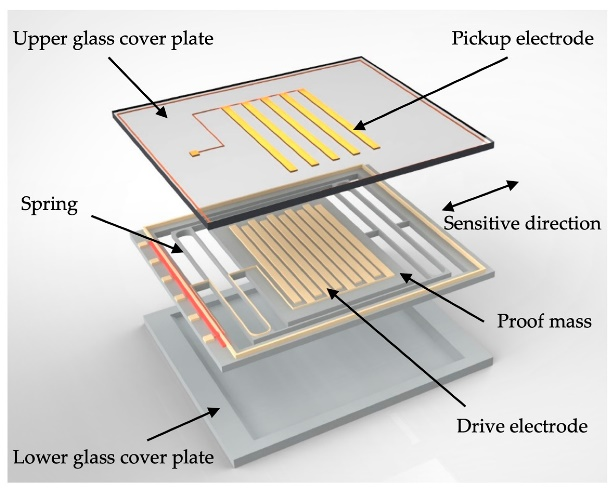 Upper glass cover plate
Pickup electrode
Spring
Sensitive direction
Proof mass
Drive electrode
Lower glass cover plate